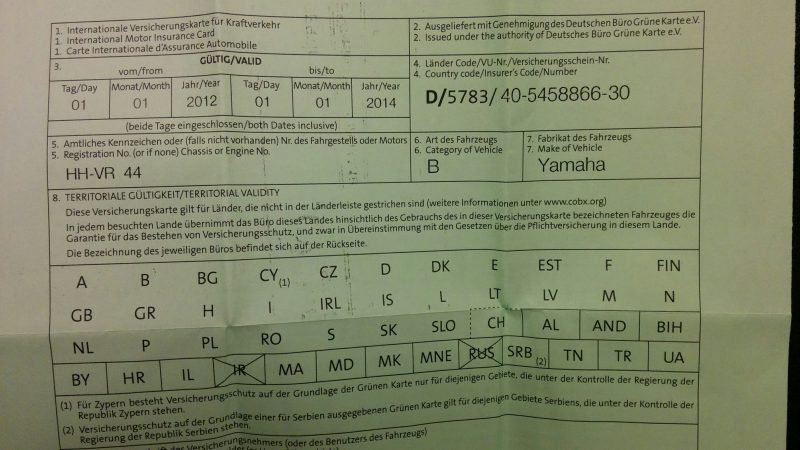 1. Internationale Versicherungskarte für Kraftverkehr
1. International Motor Insurance Card
1. Carte Internationale d'Assurance Automobile
2. Ausgeliefert mit Genehmigung des Deutschen Büro Grüne Karte e.V.
2. Issued under the authority of Deutsches Büro Grüne Karte e.V.
3. GÜLTIG/VALID
vom/from bis/to
Tag/Day Monat/Month Jahr/Year Tag/Day Monat/Month Jahr/Year
01 01 2012 01 01 2014
(beide Tage eingeschlossen/both Dates inclusive)
4. Länder Code/VU-Nr./Versicherungsschein-Nr.
4. Country code/Insurer's Code/Number
D/5783/ 40-5458866-30
5. Amtliches Kennzeichen oder (falls nicht vorhanden) Nr. des Fahrgestells oder Motors
5. Registration No. (or if none) Chassis or Engine No.
HH-VR 44
6. Art des Fahrzeugs
6. Category of Vehicle
B
7. Fabrikat des Fahrzeugs
7. Make of Vehicle
Yamaha
8. TERRITORIALE GÜLTIGKEIT/TERRITORIAL VALIDITY
Diese Versicherungskarte gilt für Länder, die nicht in der Länderleiste gestrichen sind (weitere Informationen unter www.cobx.org)
In jedem besuchten Lande übernimmt das Büro dieses Landes hinsichtlich des Gebrauchs des in dieser Versicherungskarte bezeichneten Fahrzeuges die
Garantie für das Bestehen von Versicherungsschutz, und zwar in Übereinstimmung mit den Gesetzen über die Pflichtversicherung in diesem Lande.
Die Bezeichnung des jeweiligen Büros befindet sich auf der Rückseite.
A B BG CY (1) CZ D DK E EST F FIN
GB GR H I IRL IS L LT LV M N
NL P PL RO S SK SLO CH AL AND BIH
BY HR IL IR MA MD MK MNE RUS SRB (2) TN TR UA
(1) Für Zypern besteht Versicherungsschutz auf der Grundlage der Grünen Karte nur für diejenigen Gebiete, die unter der Kontrolle der Regierung der
Republik Zypern stehen.
(2) Versicherungsschutz auf der Grundlage einer für Serbien ausgegebenen Grünen Karte gilt für diejenigen Gebiete Serbiens, die unter der Kontrolle der
Regierung der Republik Serbien stehen.
des Versicherungsnehmers (oder des Benutzers des Fahrzeugs)